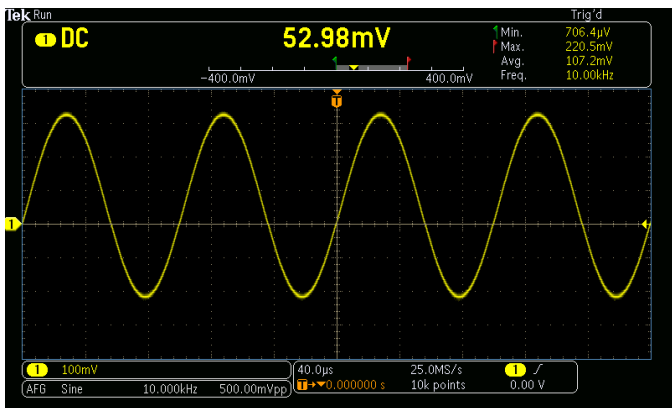 Tek Run Trig'd
1 DC 52.98mV
Min. 706.4µV
Max. 220.5mV
Avg. 107.2mV
Freq. 10.00kHz
-400.0mV 400.0mV
T
1
1 100mV
AFG Sine 10.000kHz 500.00mVpp
40.0µs 25.0MS/s 1
T→▼0.000000 s 10k points 0.00 V